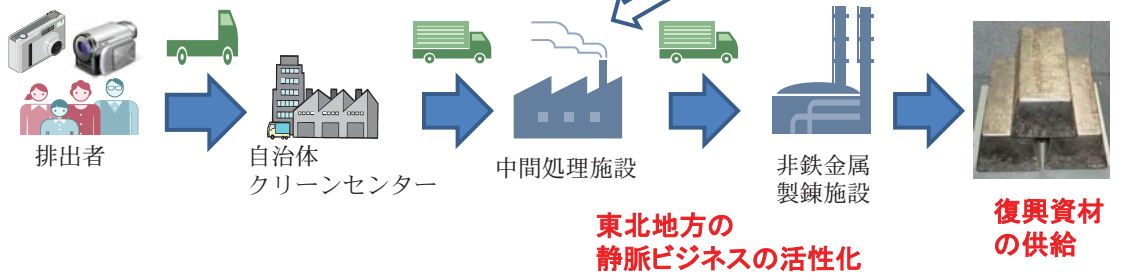 排出者
自治体
クリーンセンター
中間処理施設
非鉄金属
製錬施設
東北地方の
静脈ビジネスの活性化
復興資材
の供給